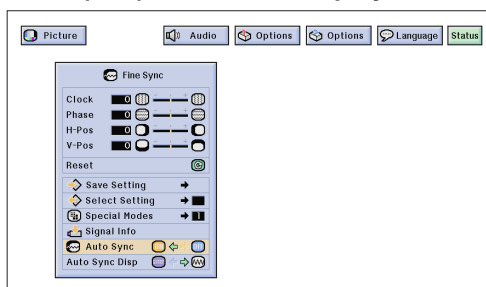 Picture Audio Options Options Language Status
Fine Sync
Clock 0
Phase 0
H-Pos 0
V-Pos 0
Reset
Save Setting
Select Setting
Special Modes 1
Signal Info
Auto Sync
Auto Sync Disp